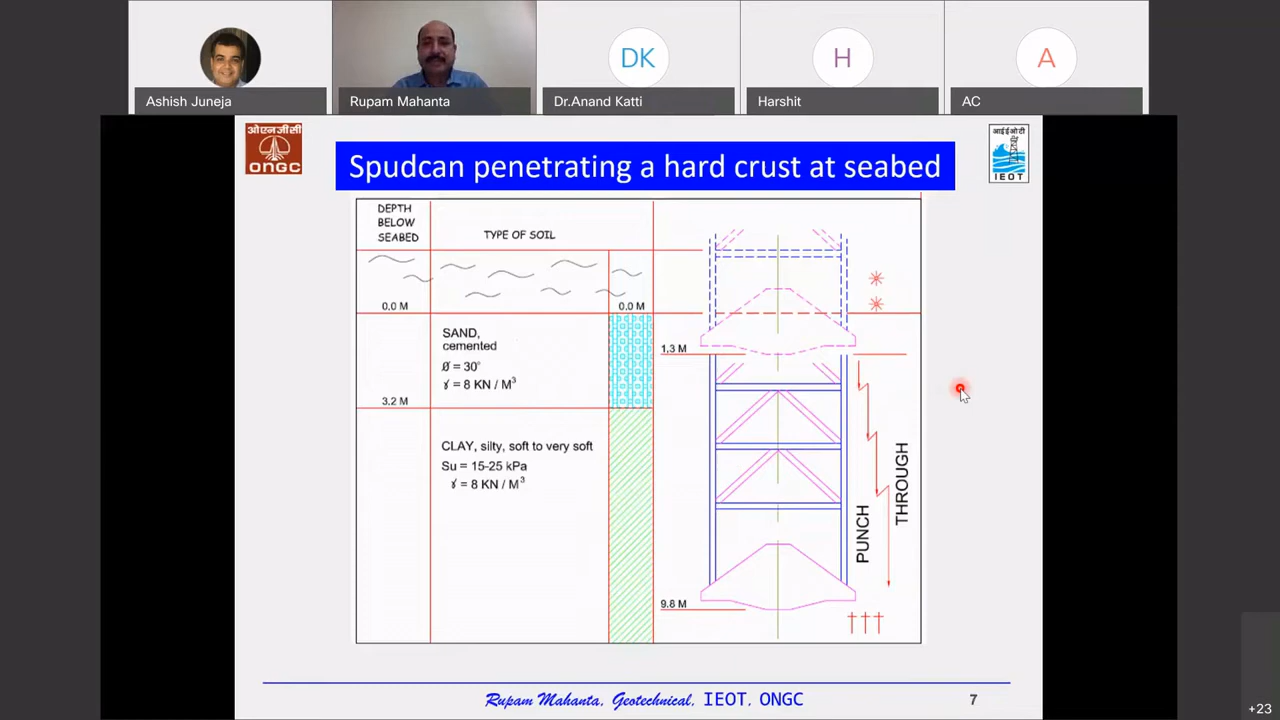 DK
H
A
Ashish Juneja
Rupam Mahanta
Dr.Anand Katti
Harshit
AC
ओएनजीसी
ONGC
Spudcan penetrating a hard crust at seabed
आईईओटी
IEOT
DEPTH
BELOW
SEABED
TYPE OF SOIL
0.0 M
0.0 M
SAND,
cemented
Ø = 30°
ɤ = 8 KN / M³
1.3 M
3.2 M
CLAY, silty, soft to very soft
Su = 15-25 kPa
ɤ = 8 KN / M³
PUNCH
THROUGH
9.8 M
Rupam Mahanta, Geotechnical, IEOT, ONGC
7
+23